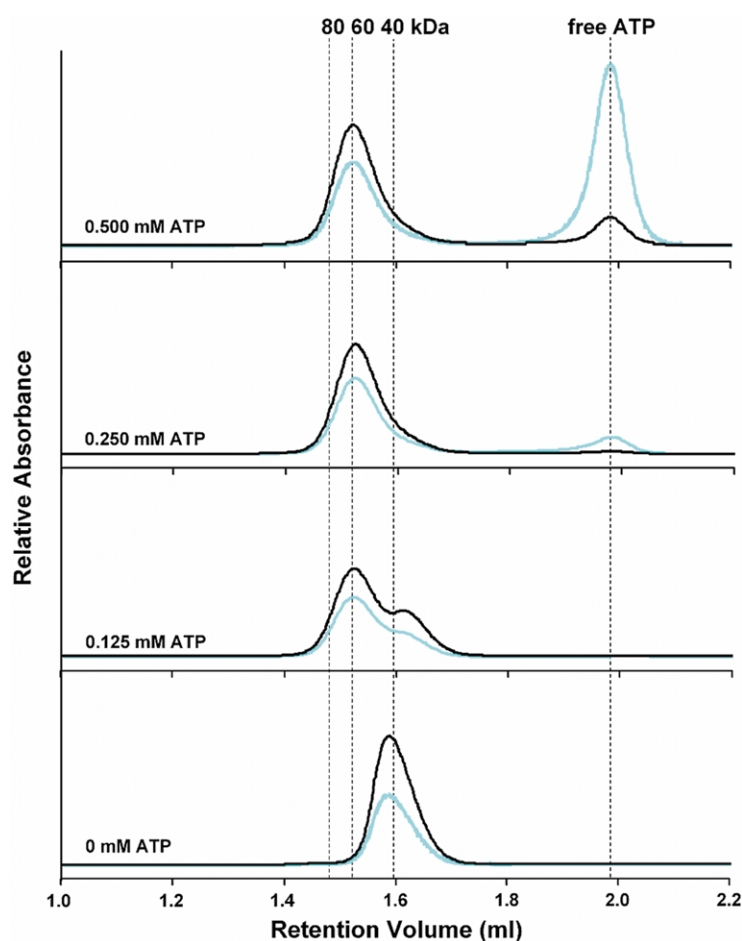 80 60 40 kDa free ATP
0.500 mM ATP
0.250 mM ATP
0.125 mM ATP
0 mM ATP
Relative Absorbance
1.0 1.2 1.4 1.6 1.8 2.0 2.2
Retention Volume (ml)